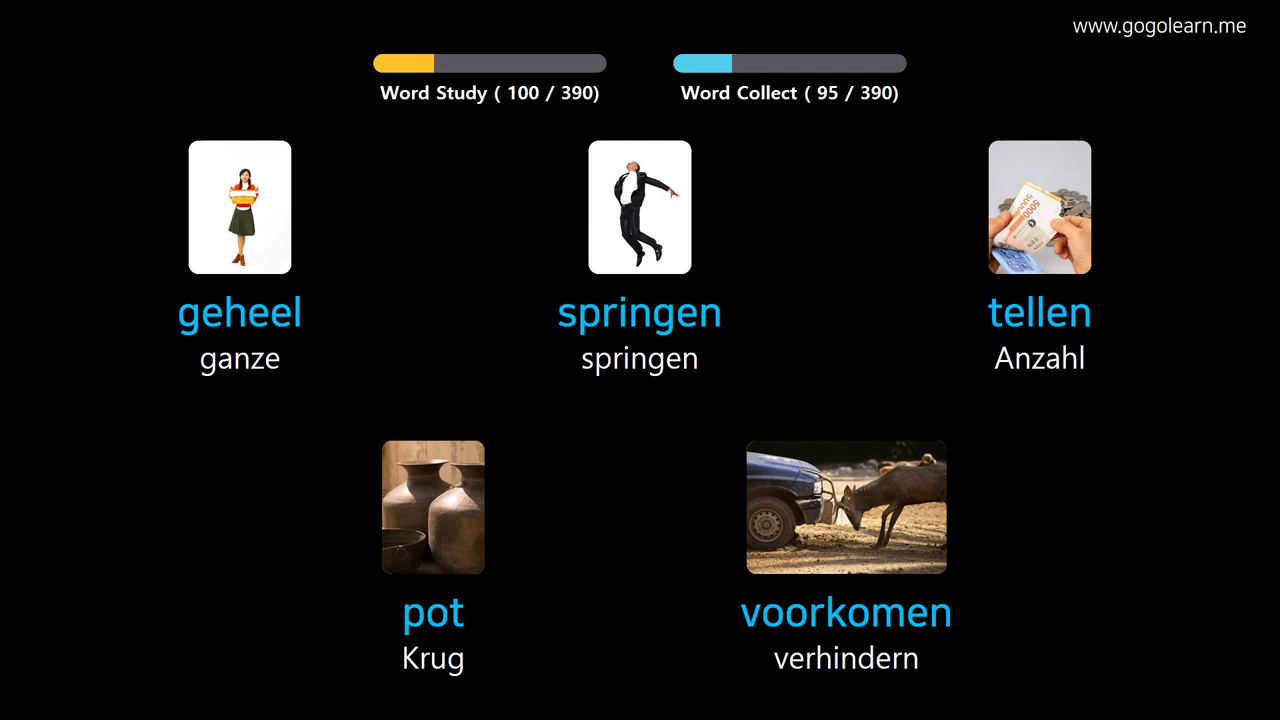 www.gogolearn.me
Word Study ( 100 / 390)
Word Collect ( 95 / 390)
geheel
ganze
springen
springen
tellen
Anzahl
pot
Krug
voorkomen
verhindern